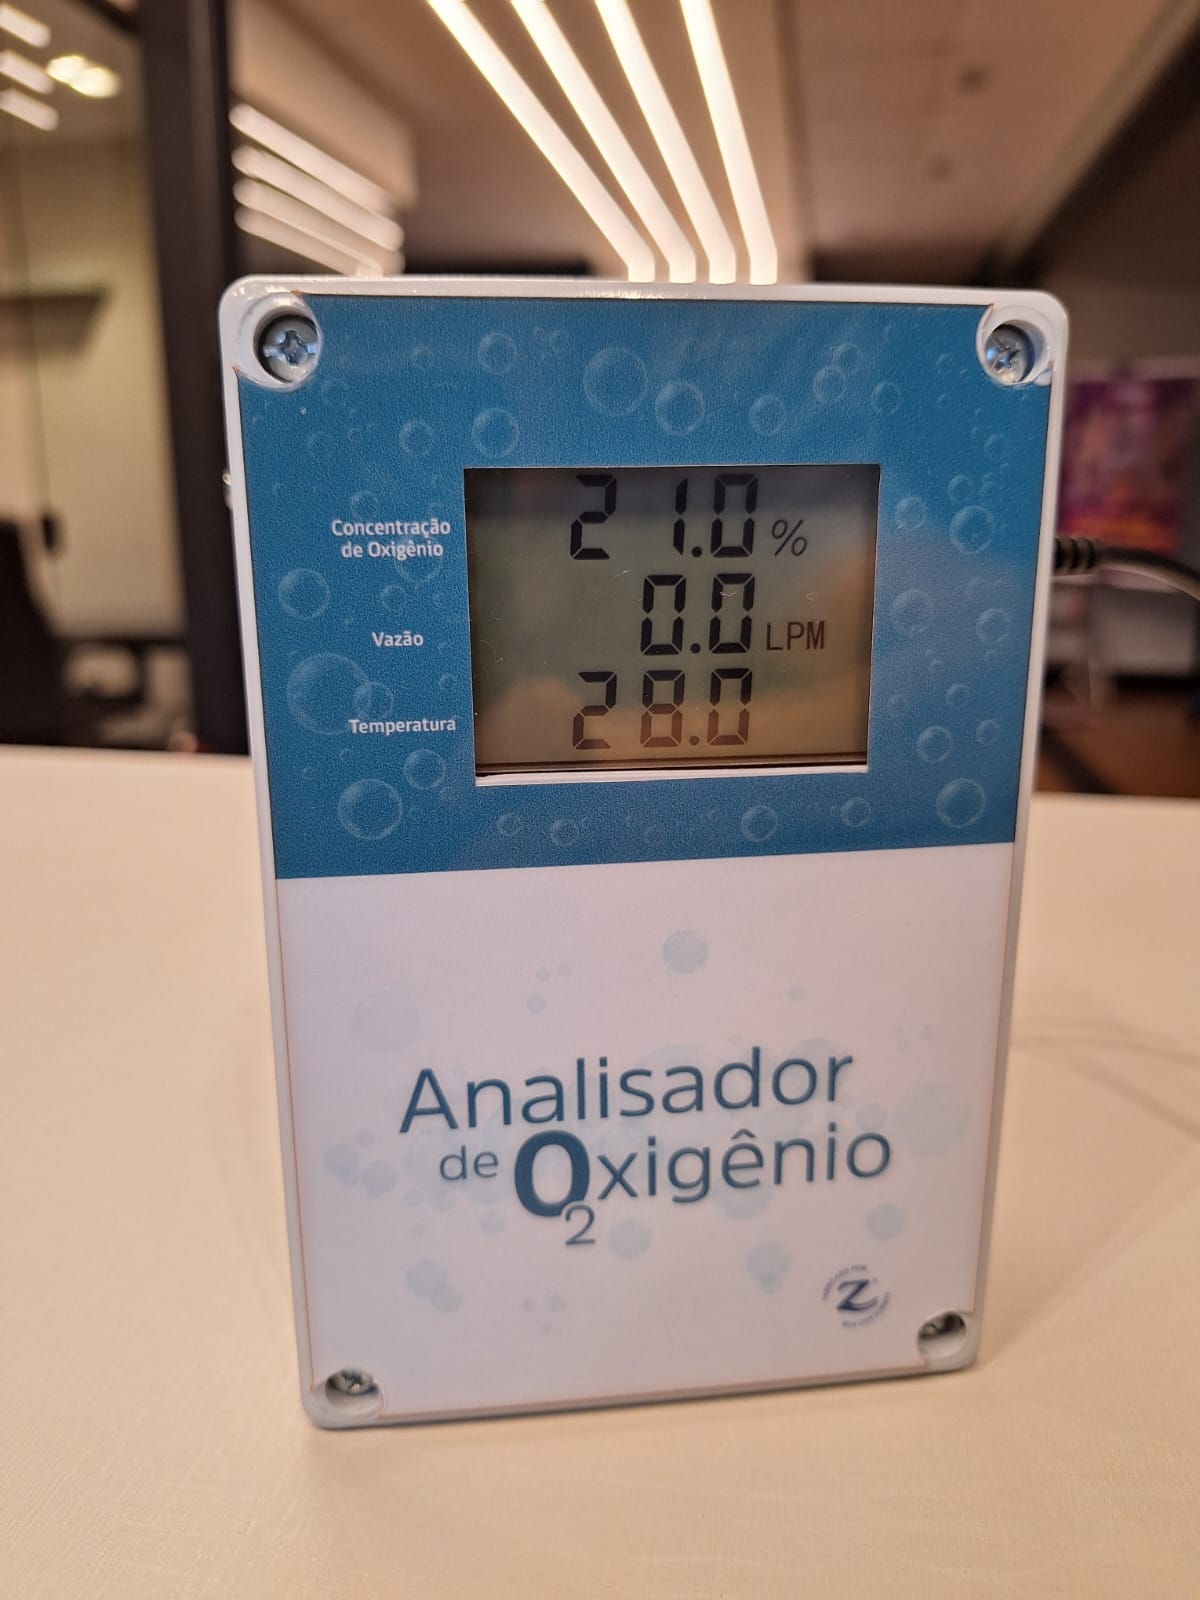 Concentração
de Oxigênio
21.0 %
Vazão
0.0 LPM
Temperatura
28.0
Analisador
de O2xigênio
Z